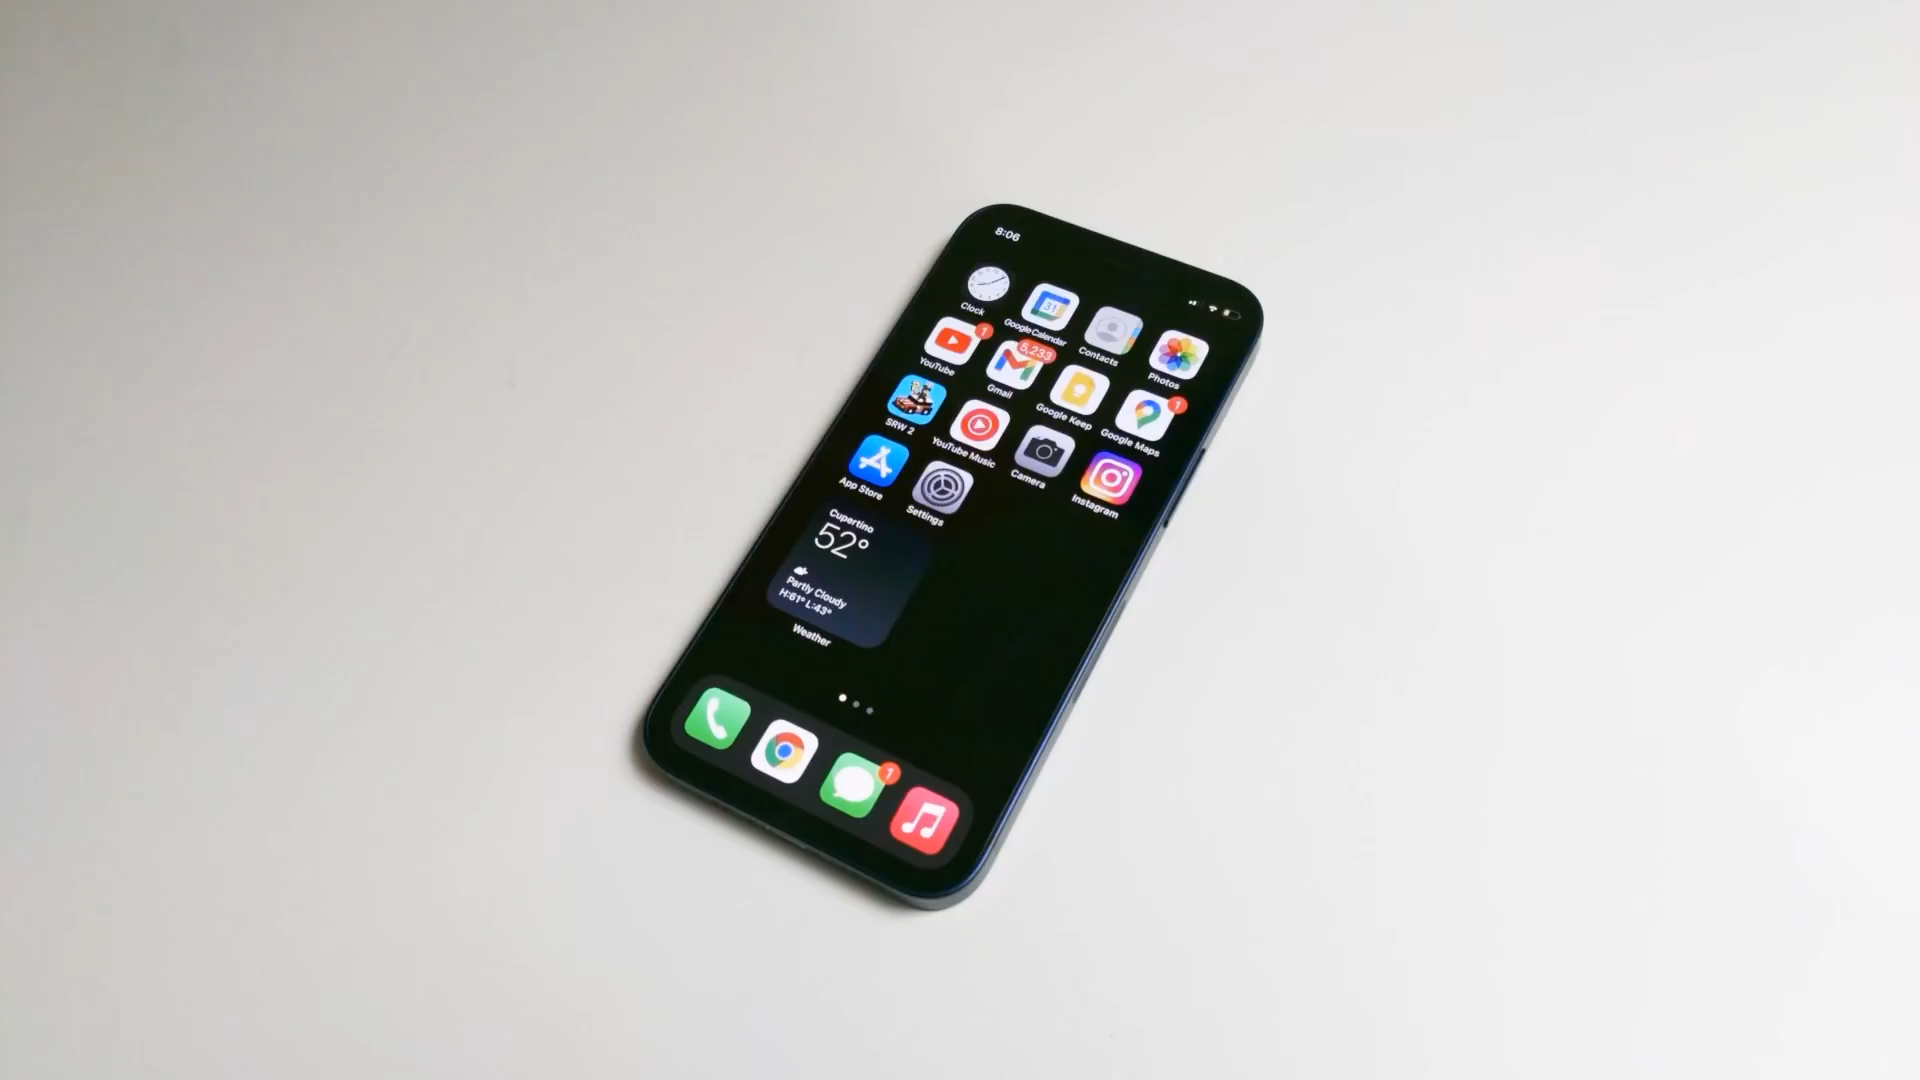 8:06
Clock
Google Calendar
31
Contacts
Photos
1
YouTube
5,233
Gmail
Google Keep
1
Google Maps
SRW 2
YouTube Music
Camera
Instagram
App Store
Settings
Cupertino
52°
Partly Cloudy
H:61° L:43°
Weather
1